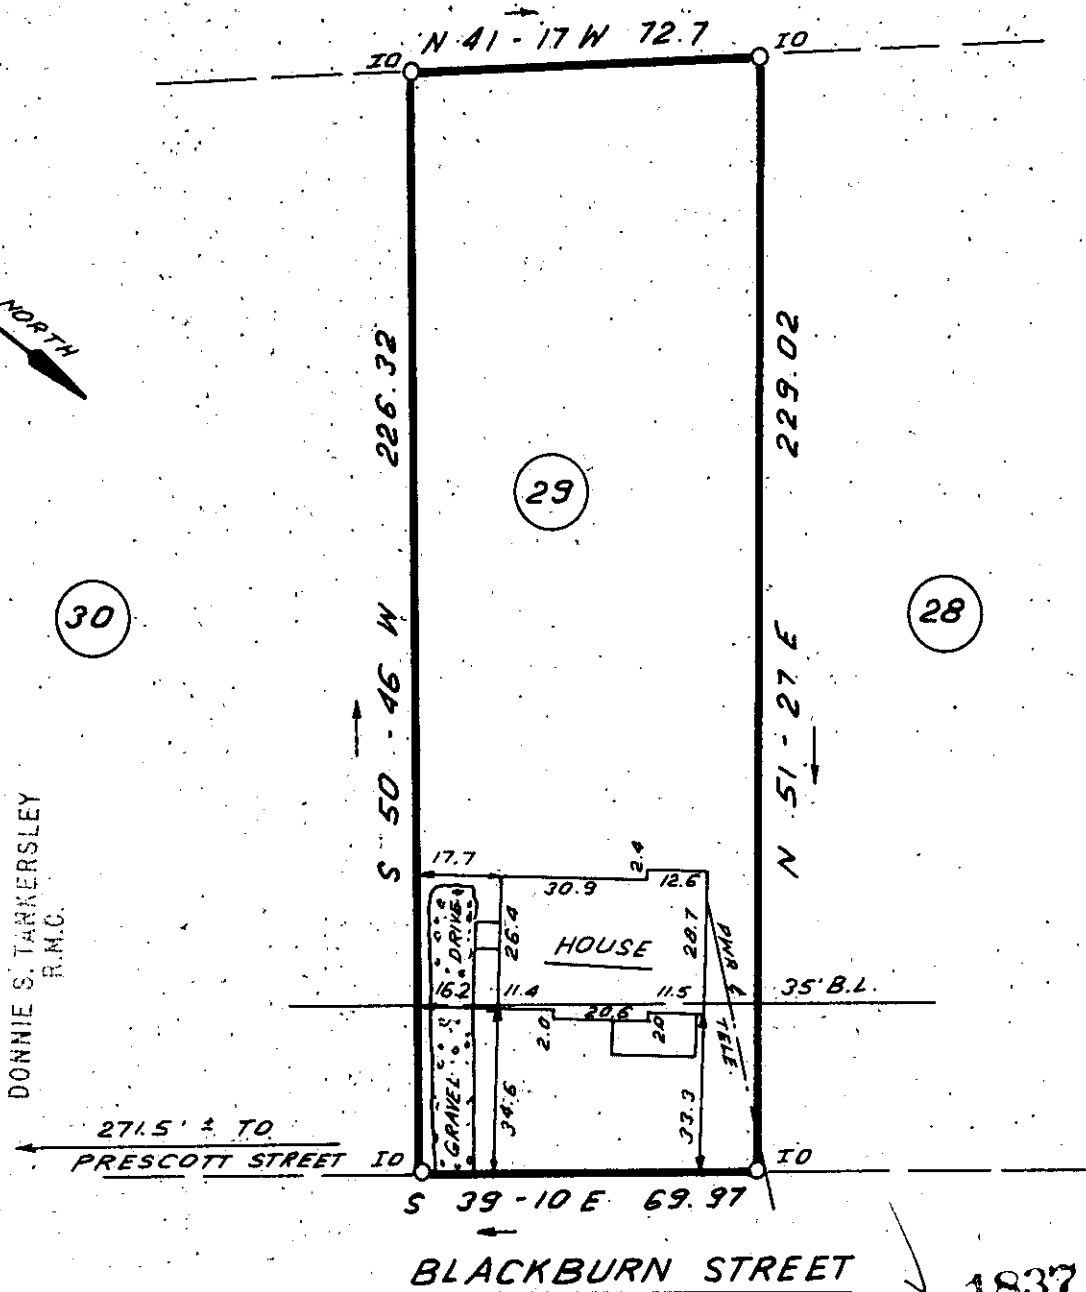 N 41-17 W 72.7
IO
IO
NORTH
226.32
229.02
29
30
28
S 50-46 W
N 51-27 E
DONNIE S. TANKERSLEY
R.M.C.
17.7
30.9
2.4
12.6
26.4
HOUSE
28.7
PWR & TELE
GRAVEL DRIVE
16.2
11.4
11.5
35' B.L.
20.6
2.0
2.0
34.6
33.3
271.5' ± TO
PRESCOTT STREET
IO
IO
S 39-10 E 69.97
BLACKBURN STREET
1837